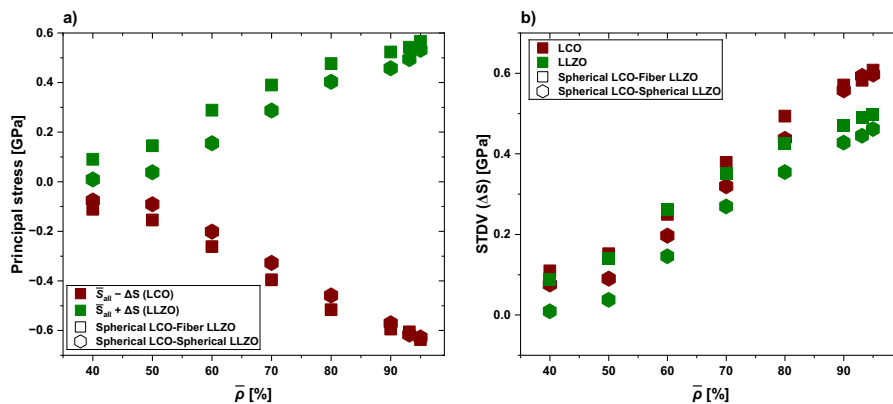 a)
Principal stress [GPa]
0.6
0.4
0.2
0.0
−0.2
−0.4
−0.6
S̅all − ΔS (LCO)
S̅all + ΔS (LLZO)
Spherical LCO-Fiber LLZO
Spherical LCO-Spherical LLZO
40 50 60 70 80 90
ρ̅ [%]
b)
STDV (ΔS) [GPa]
0.6
0.4
0.2
0.0
LCO
LLZO
Spherical LCO-Fiber LLZO
Spherical LCO-Spherical LLZO
40 50 60 70 80 90
ρ̅ [%]